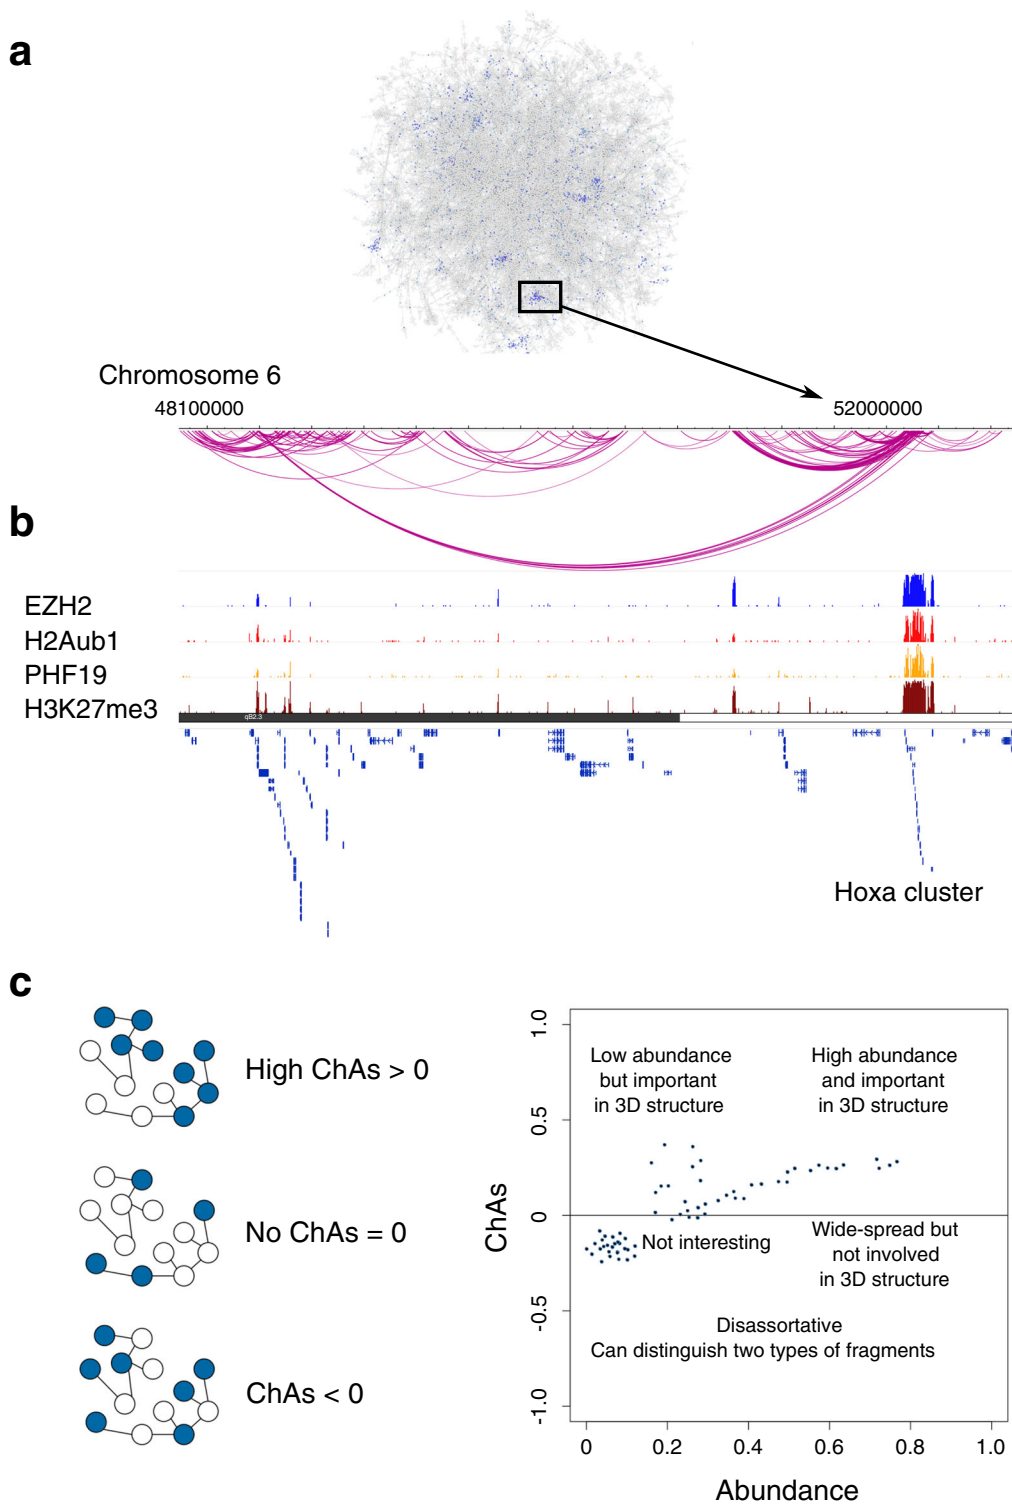 a
Chromosome 6
48100000
52000000
b
EZH2
H2Aub1
PHF19
H3K27me3
qB2.3
Hoxa cluster
c
High ChAs > 0
No ChAs = 0
ChAs < 0
1.0
0.5
0
-0.5
-1.0
ChAs
Low abundance
but important
in 3D structure
High abundance
and important
in 3D structure
Not interesting
Wide-spread but
not involved
in 3D structure
Disassortative
Can distinguish two types of fragments
0 0.2 0.4 0.6 0.8 1.0
Abundance